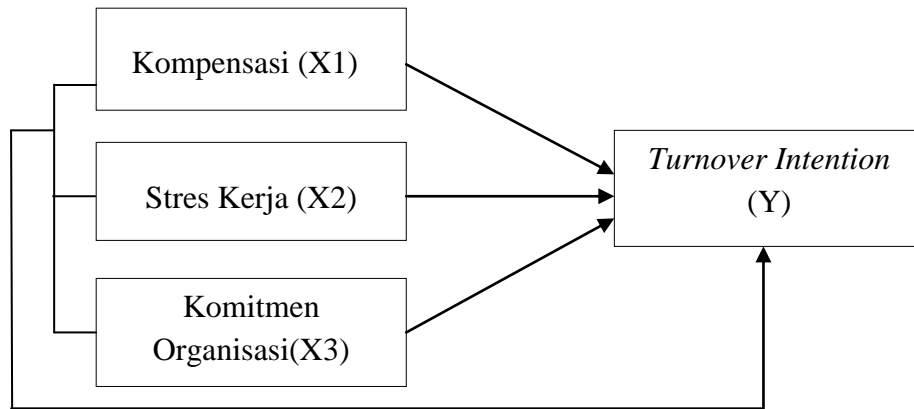 Kompensasi (X1)
Stres Kerja (X2)
Komitmen
Organisasi(X3)
Turnover Intention
(Y)